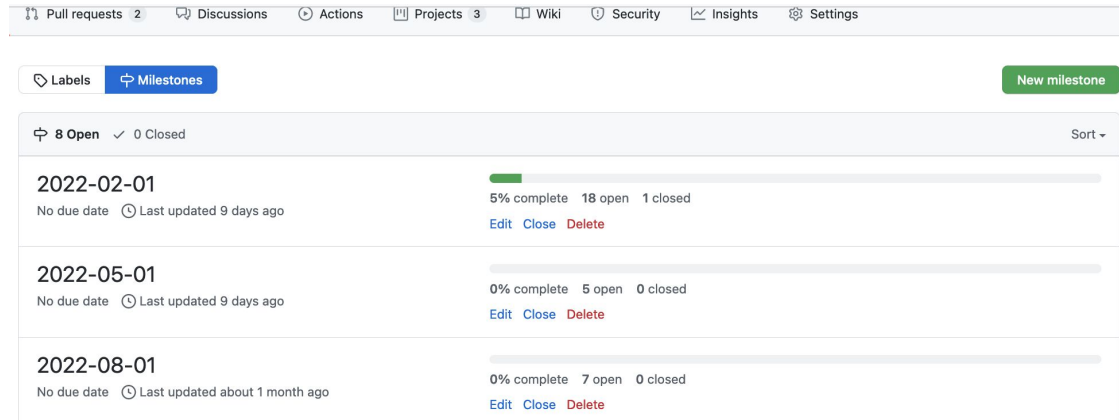 Pull requests 2 Discussions Actions Projects 3 Wiki Security Insights Settings
Labels Milestones New milestone
8 Open 0 Closed Sort
2022-02-01
No due date Last updated 9 days ago
5% complete 18 open 1 closed
Edit Close Delete
2022-05-01
No due date Last updated 9 days ago
0% complete 5 open 0 closed
Edit Close Delete
2022-08-01
No due date Last updated about 1 month ago
0% complete 7 open 0 closed
Edit Close Delete